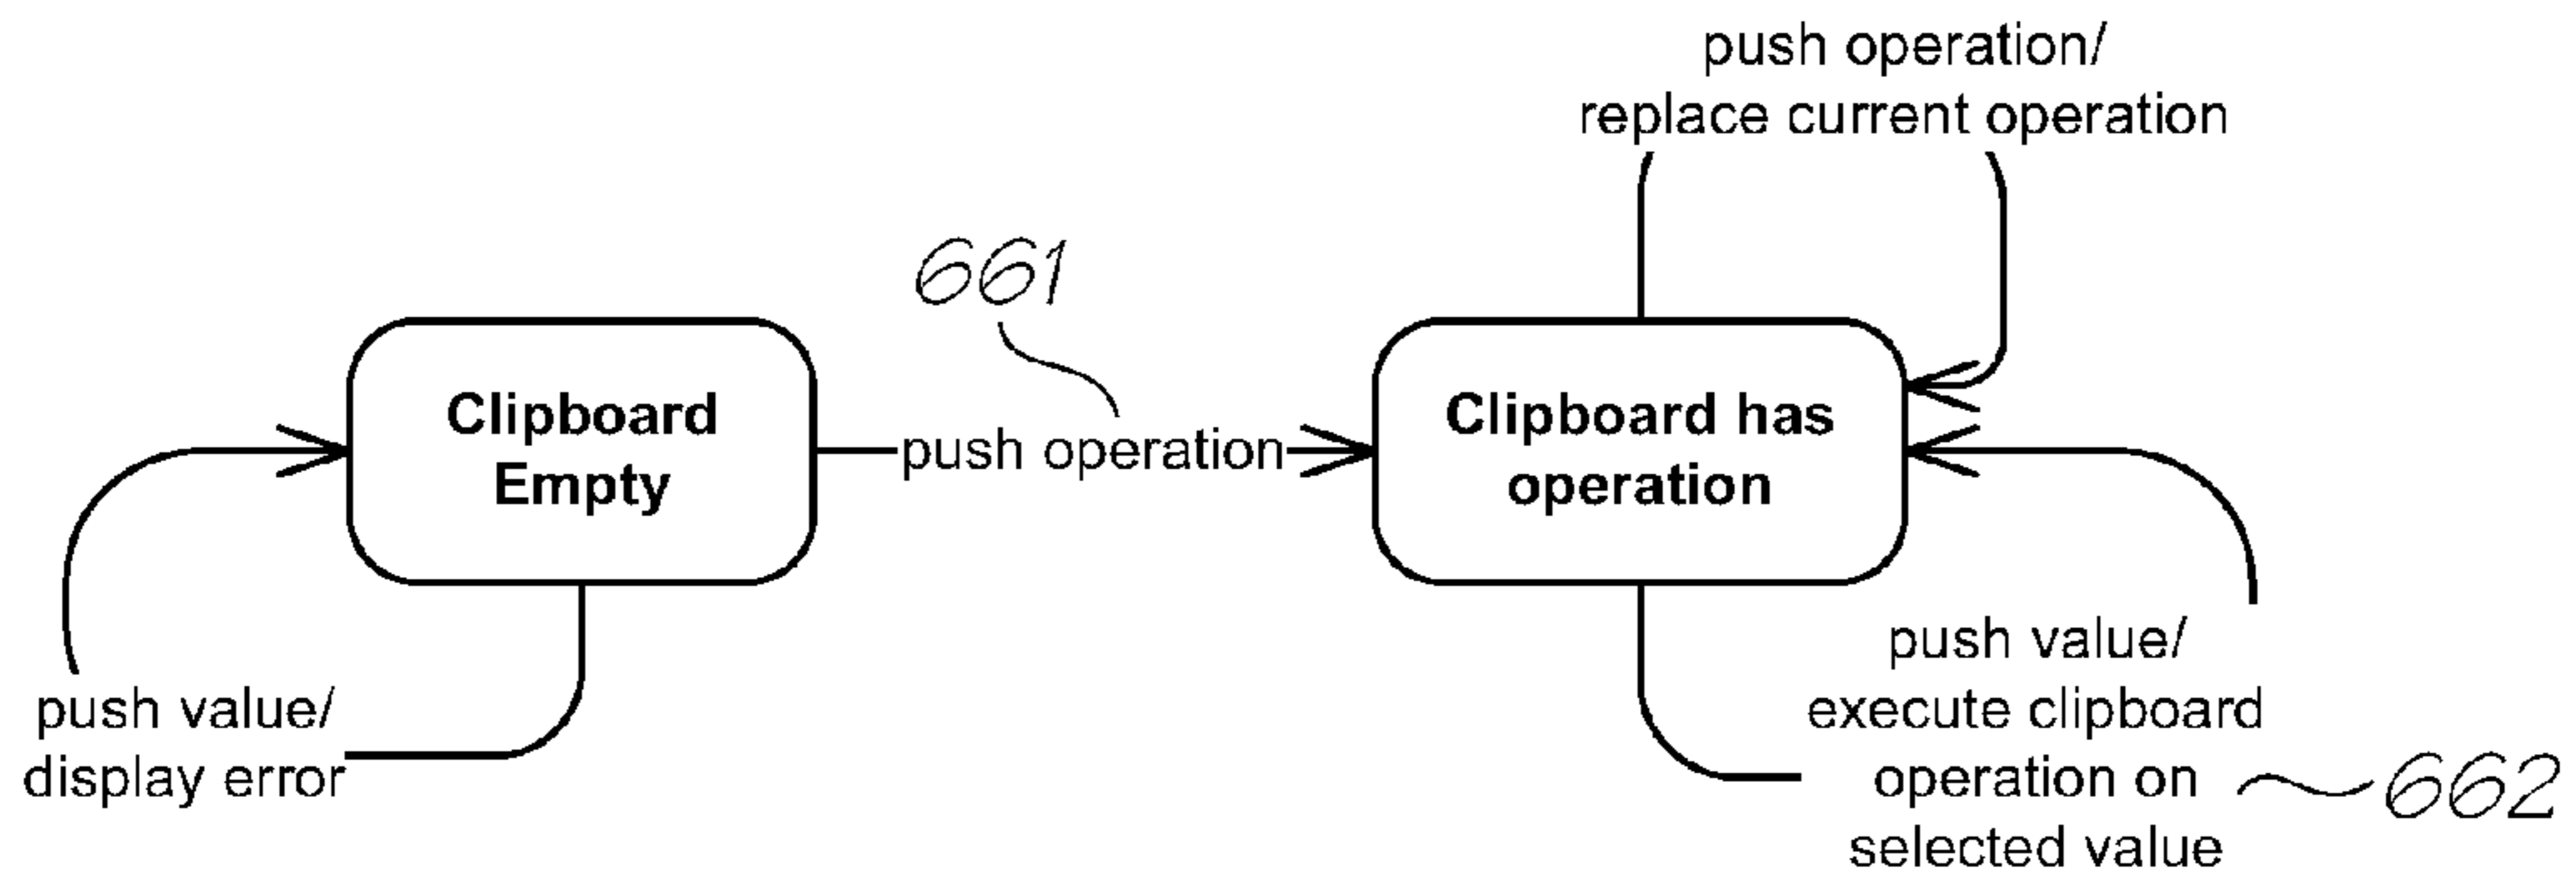 push operation/
replace current operation
661
Clipboard
Empty
push operation
Clipboard has
operation
push value/
display error
push value/
execute clipboard
operation on
selected value
662